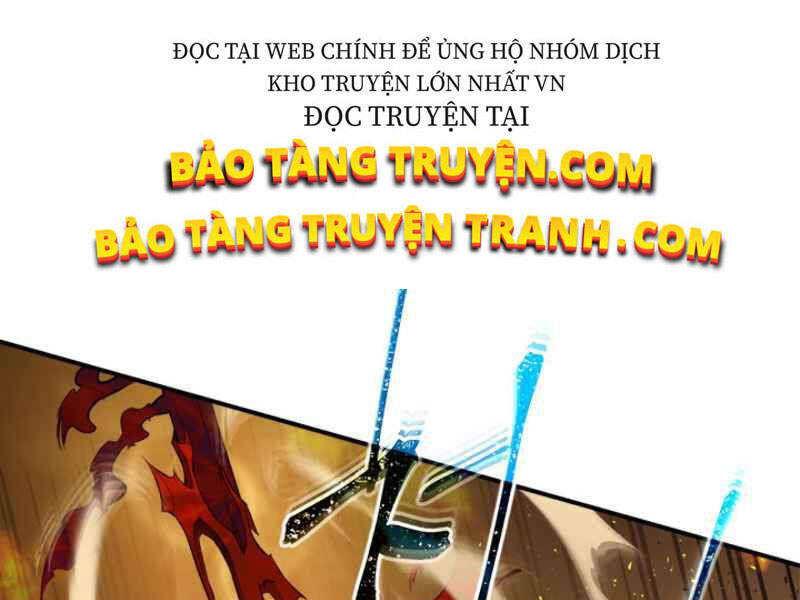 ĐỌC TẠI WEB CHÍNH ĐỂ ỦNG HỘ NHÓM DỊCH
KHO TRUYỆN LỚN NHẤT VN
ĐỌC TRUYỆN TẠI
BẢO TÀNG TRUYỆN.COM
BẢO TÀNG TRUYỆN TRANH.COM